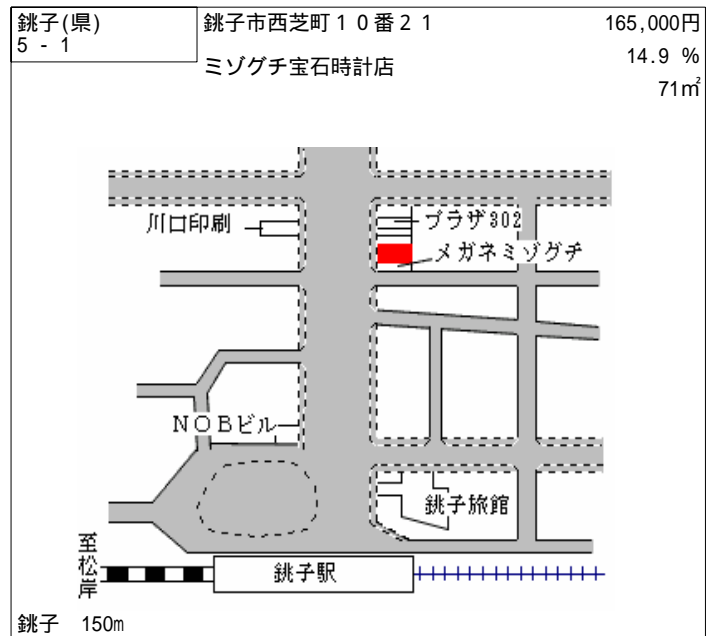 銚子(県)
5 - 1
銚子市西芝町１０番２１
ミゾグチ宝石時計店
165,000円
14.9 %
71㎡
川口印刷
プラザ302
メガネミゾグチ
NOBビル
銚子旅館
至松岸
銚子駅
銚子 150m